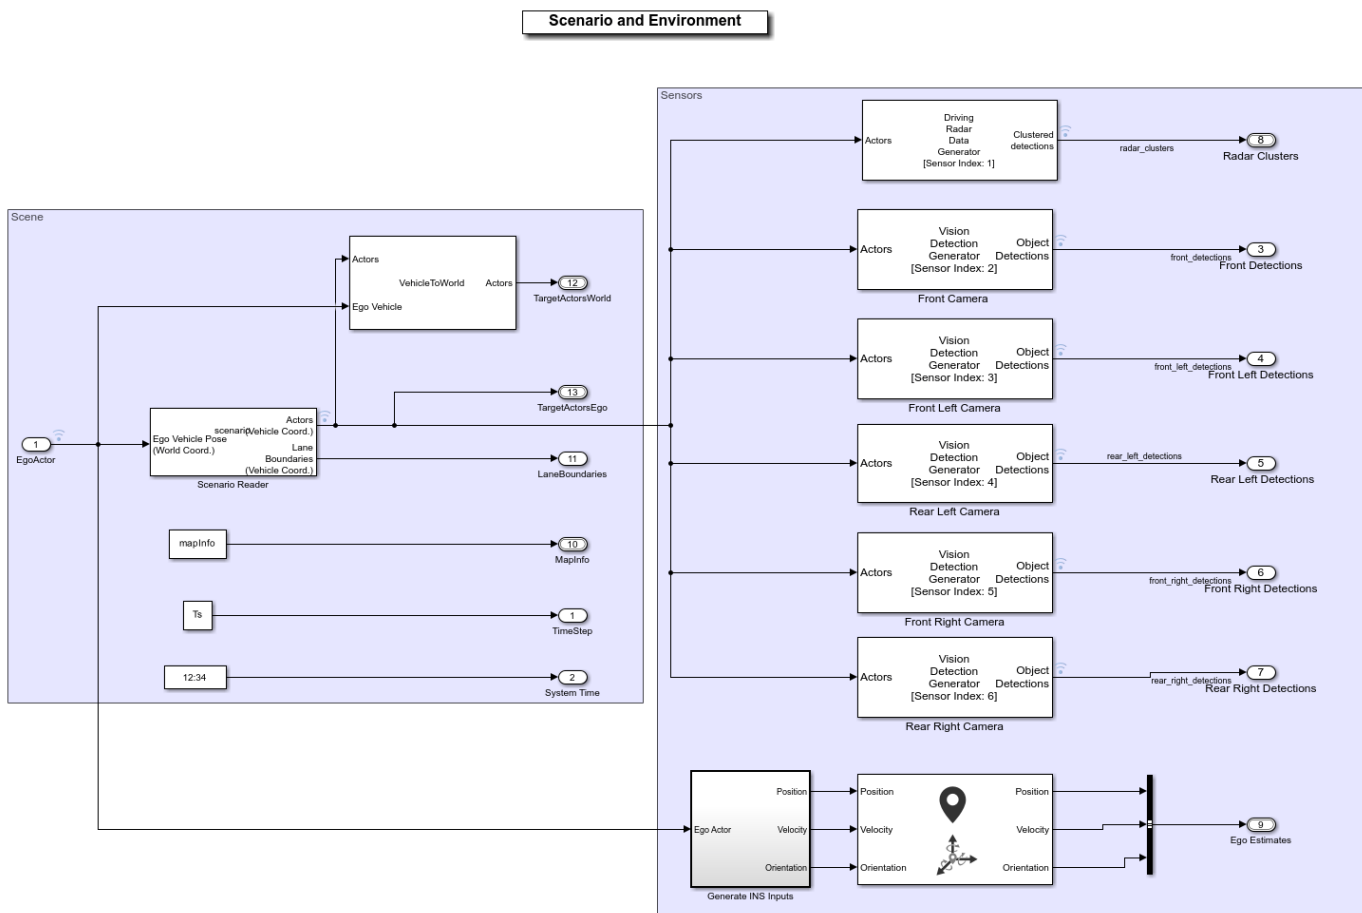 Scenario and Environment
Scene
Actors
VehicleToWorld
Actors
Ego Vehicle
12
TargetActorsWorld
13
TargetActorsEgo
1
EgoActor
Ego Vehicle Pose
(World Coord.)
scenario
Actors
(Vehicle Coord.)
Lane
Boundaries
(Vehicle Coord.)
Scenario Reader
11
LaneBoundaries
mapInfo
10
MapInfo
Ts
1
TimeStep
12:34
2
System Time
Sensors
Actors
Driving
Radar
Data
Generator
[Sensor Index: 1]
Clustered
detections
radar_clusters
8
Radar Clusters
Actors
Vision
Detection
Generator
[Sensor Index: 2]
Object
Detections
Front Camera
front_detections
3
Front Detections
Actors
Vision
Detection
Generator
[Sensor Index: 3]
Object
Detections
Front Left Camera
front_left_detections
4
Front Left Detections
Actors
Vision
Detection
Generator
[Sensor Index: 4]
Object
Detections
Rear Left Camera
rear_left_detections
5
Rear Left Detections
Actors
Vision
Detection
Generator
[Sensor Index: 5]
Object
Detections
Front Right Camera
front_right_detections
6
Front Right Detections
Actors
Vision
Detection
Generator
[Sensor Index: 6]
Object
Detections
Rear Right Camera
rear_right_detections
7
Rear Right Detections
Ego Actor
Position
Velocity
Orientation
Generate INS Inputs
Position
Velocity
Orientation
Position
Velocity
Orientation
9
Ego Estimates